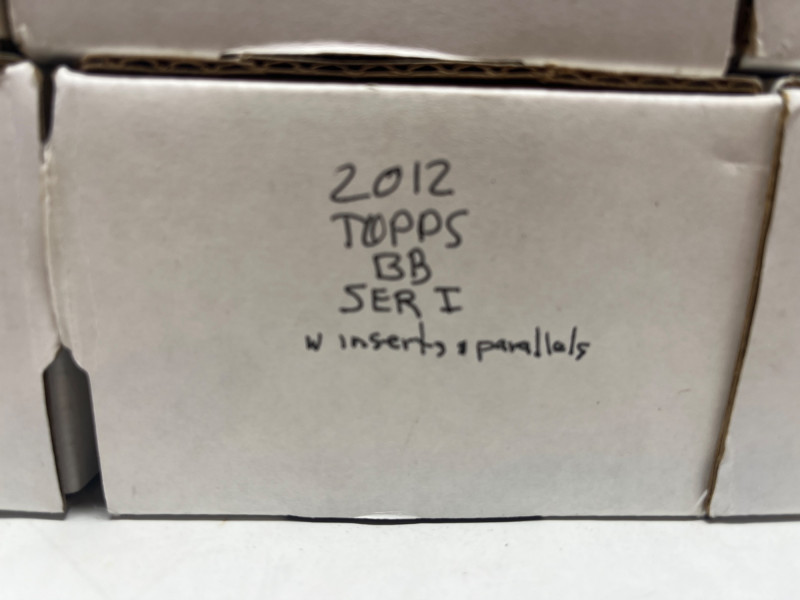 2012
TOPPS
BB
SER I
w inserts & parallels